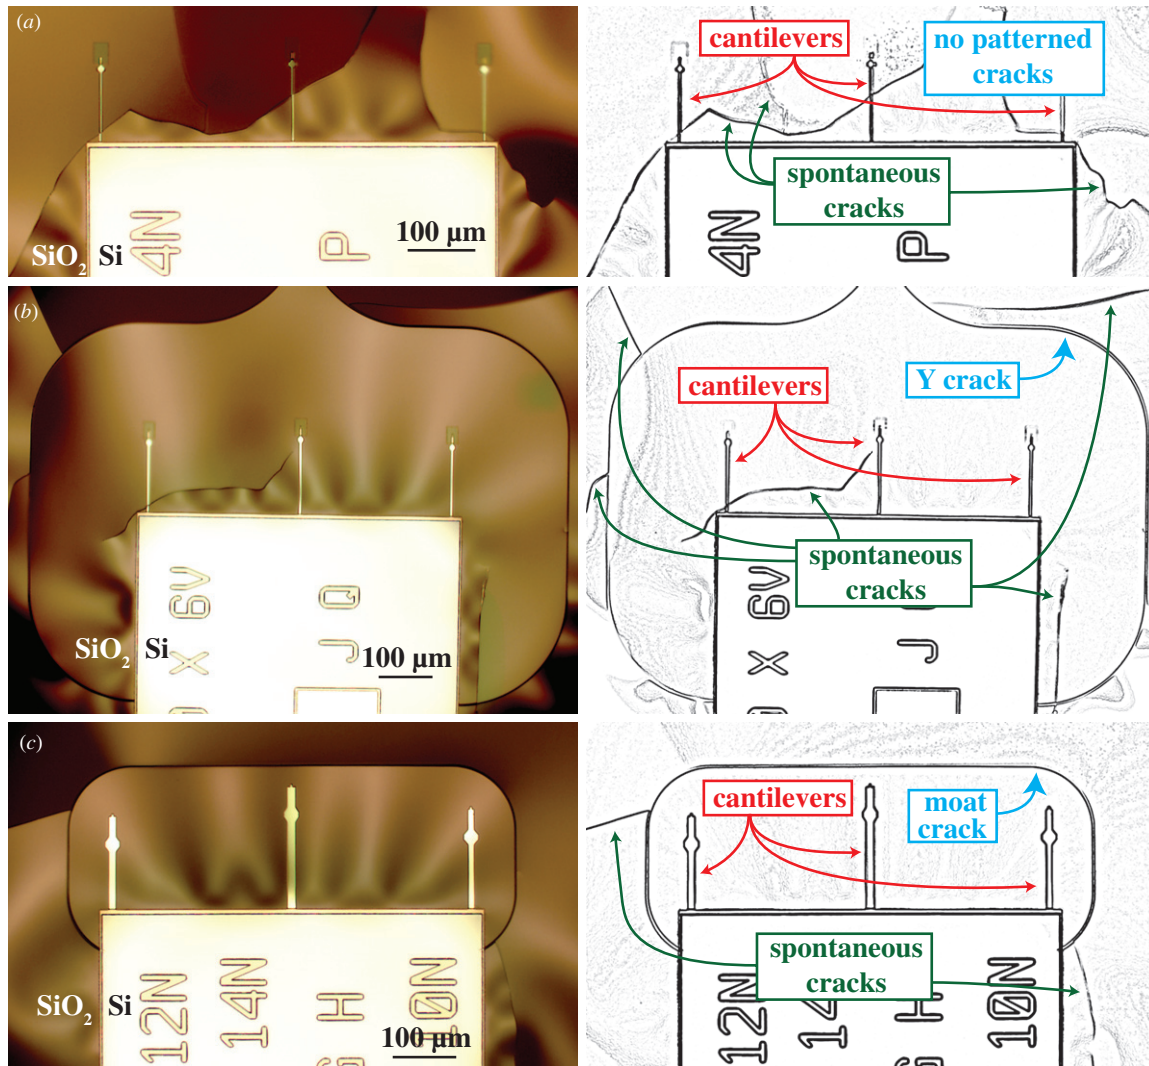 (a)
4N
P
SiO2 Si
100 µm
cantilevers
no patterned
cracks
spontaneous
cracks
4N
P
(b)
SiO2 Si
X 6V
J Q
100 µm
cantilevers
Y crack
spontaneous
cracks
X 6V
J
(c)
SiO2 Si
12N
14N
H
10N
100 µm
cantilevers
moat
crack
spontaneous
cracks
12N
H
10N